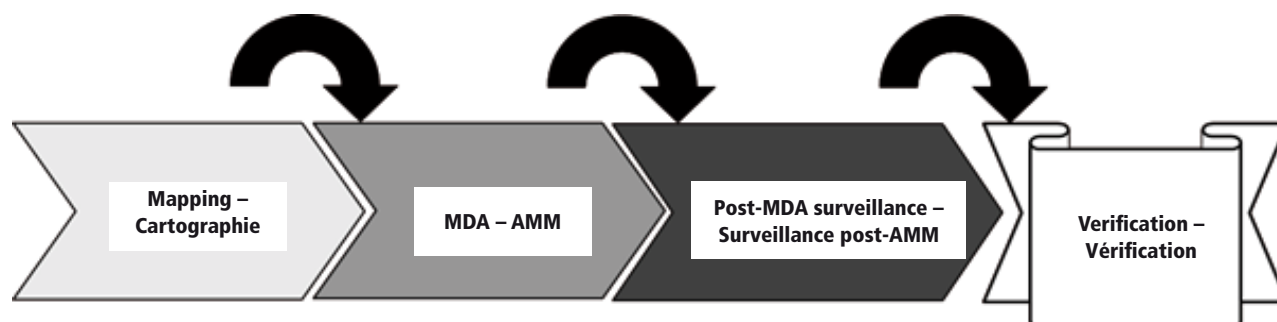 Mapping –
Cartographie
MDA – AMM
Post-MDA surveillance –
Surveillance post-AMM
Verification –
Vérification